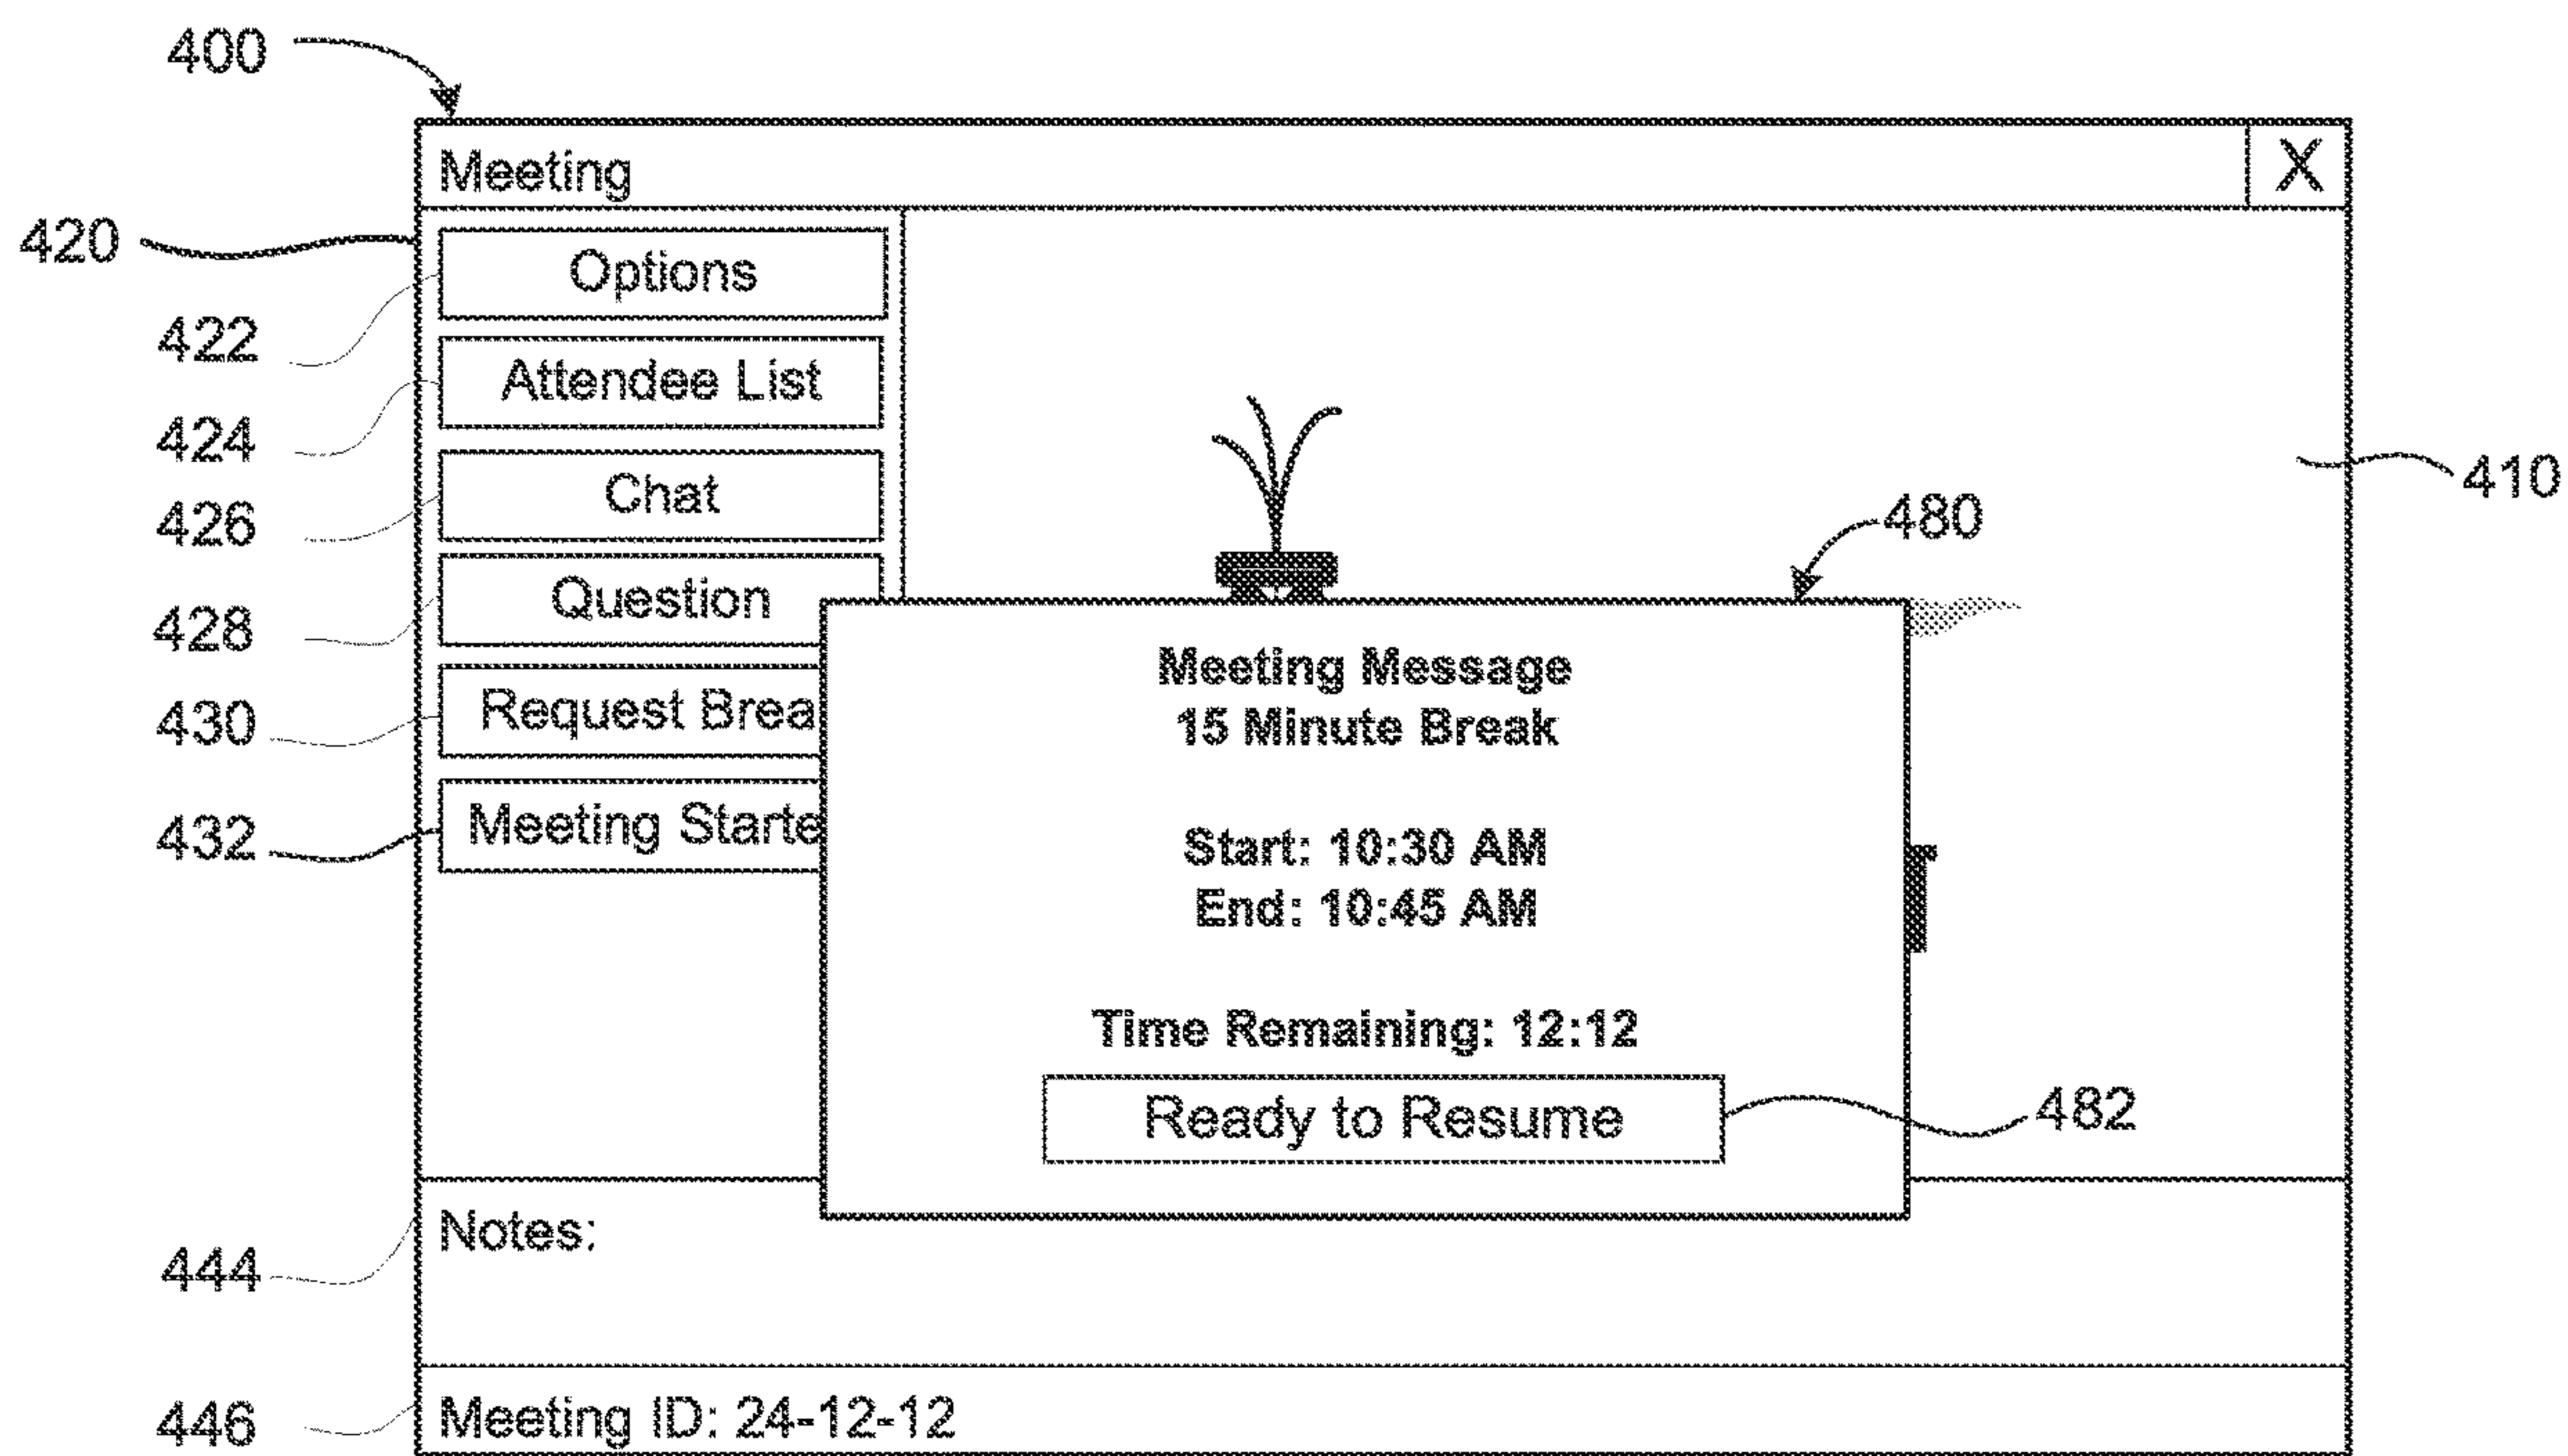 400
Meeting
X
420
Options
422
Attendee List
424
Chat
426
410
480
Question
428
Meeting Message
Request Brea
15 Minute Break
430
Meeting Starte
432
Start: 10:30 AM
End: 10:45 AM
Time Remaining: 12:12
Ready to Resume
482
Notes:
444
Meeting ID: 24-12-12
446